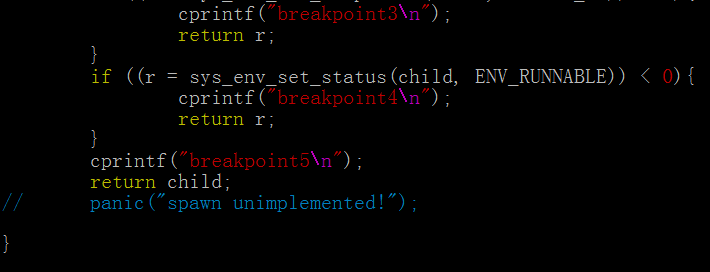 cprintf("breakpoint3\n");
return r;
}
if ((r = sys_env_set_status(child, ENV_RUNNABLE)) < 0){
cprintf("breakpoint4\n");
return r;
}
cprintf("breakpoint5\n");
return child;
// panic("spawn unimplemented!");
}